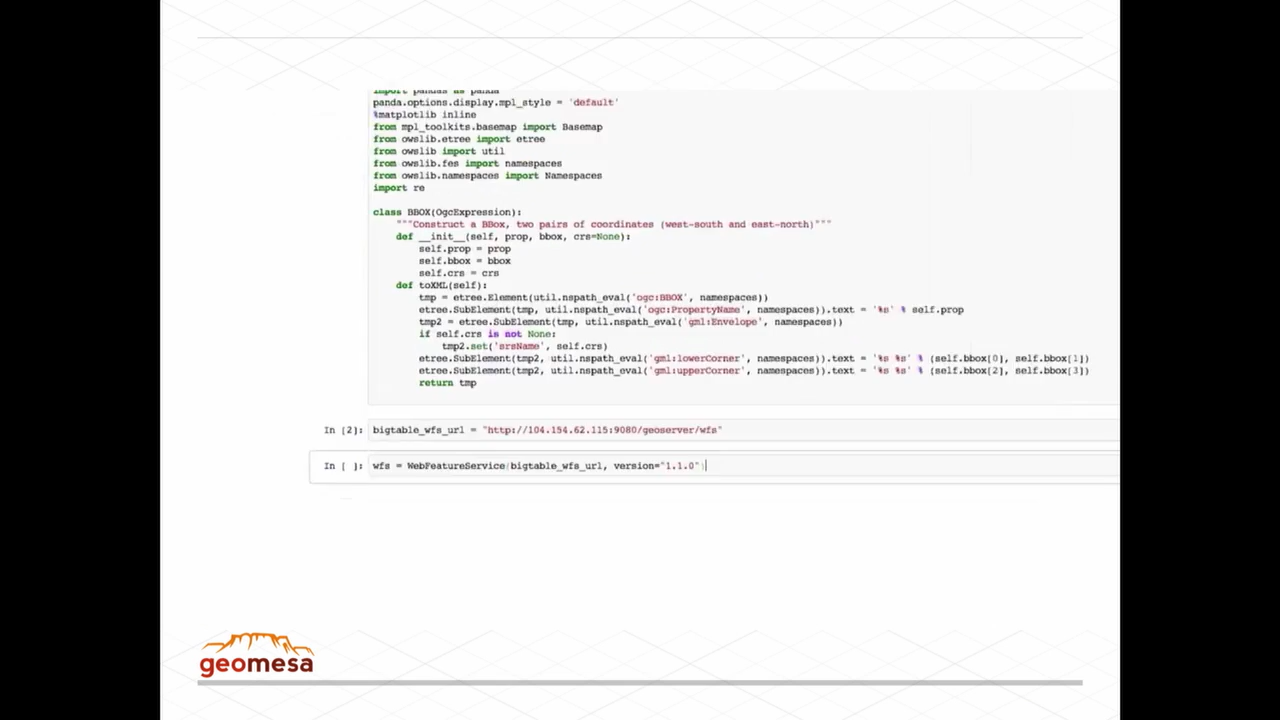 import pandas as panda
panda.options.display.mpl_style = 'default'
%matplotlib inline
from mpl_toolkits.basemap import Basemap
from owslib.etree import etree
from owslib import util
from owslib.fes import namespaces
from owslib.namespaces import Namespaces
import re
class BBOX(OgcExpression):
"""Construct a BBox, two pairs of coordinates (west-south and east-north)"""
def __init__(self, prop, bbox, crs=None):
self.prop = prop
self.bbox = bbox
self.crs = crs
def toXML(self):
tmp = etree.Element(util.nspath_eval('ogc:BBOX', namespaces))
etree.SubElement(tmp, util.nspath_eval('ogc:PropertyName', namespaces)).text = '%s' % self.prop
tmp2 = etree.SubElement(tmp, util.nspath_eval('gml:Envelope', namespaces))
if self.crs is not None:
tmp2.set('srsName', self.crs)
etree.SubElement(tmp2, util.nspath_eval('gml:lowerCorner', namespaces)).text = '%s %s' % (self.bbox[0], self.bbox[1])
etree.SubElement(tmp2, util.nspath_eval('gml:upperCorner', namespaces)).text = '%s %s' % (self.bbox[2], self.bbox[3])
return tmp
In [2]: bigtable_wfs_url = "http://104.154.62.115:9080/geoserver/wfs"
In [ ]: wfs = WebFeatureService(bigtable_wfs_url, version="1.1.0")
geomesa